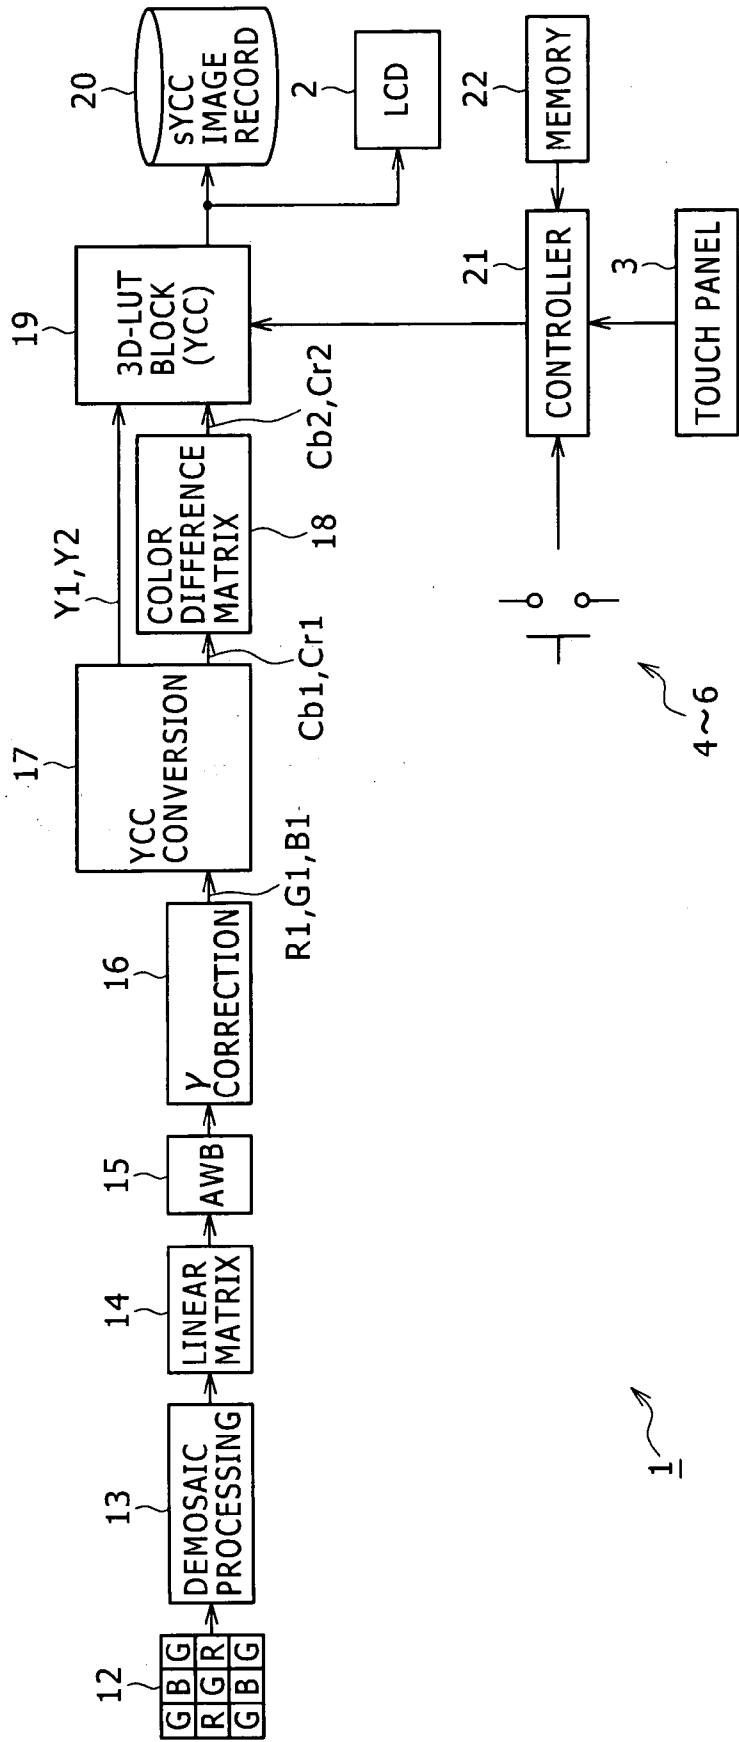 12
G B G
R G R
G B G
13
DEMOSAIC
PROCESSING
14
LINEAR
MATRIX
15
AWB
16
γ
CORRECTION
R1,G1,B1
17
YCC
CONVERSION
Y1,Y2
Cb1,Cr1
COLOR
DIFFERENCE
MATRIX
18
Cb2,Cr2
19
3D-LUT
BLOCK
(YCC)
20
sYCC
IMAGE
RECORD
2
LCD
22
MEMORY
21
CONTROLLER
3
TOUCH PANEL
4~6
1